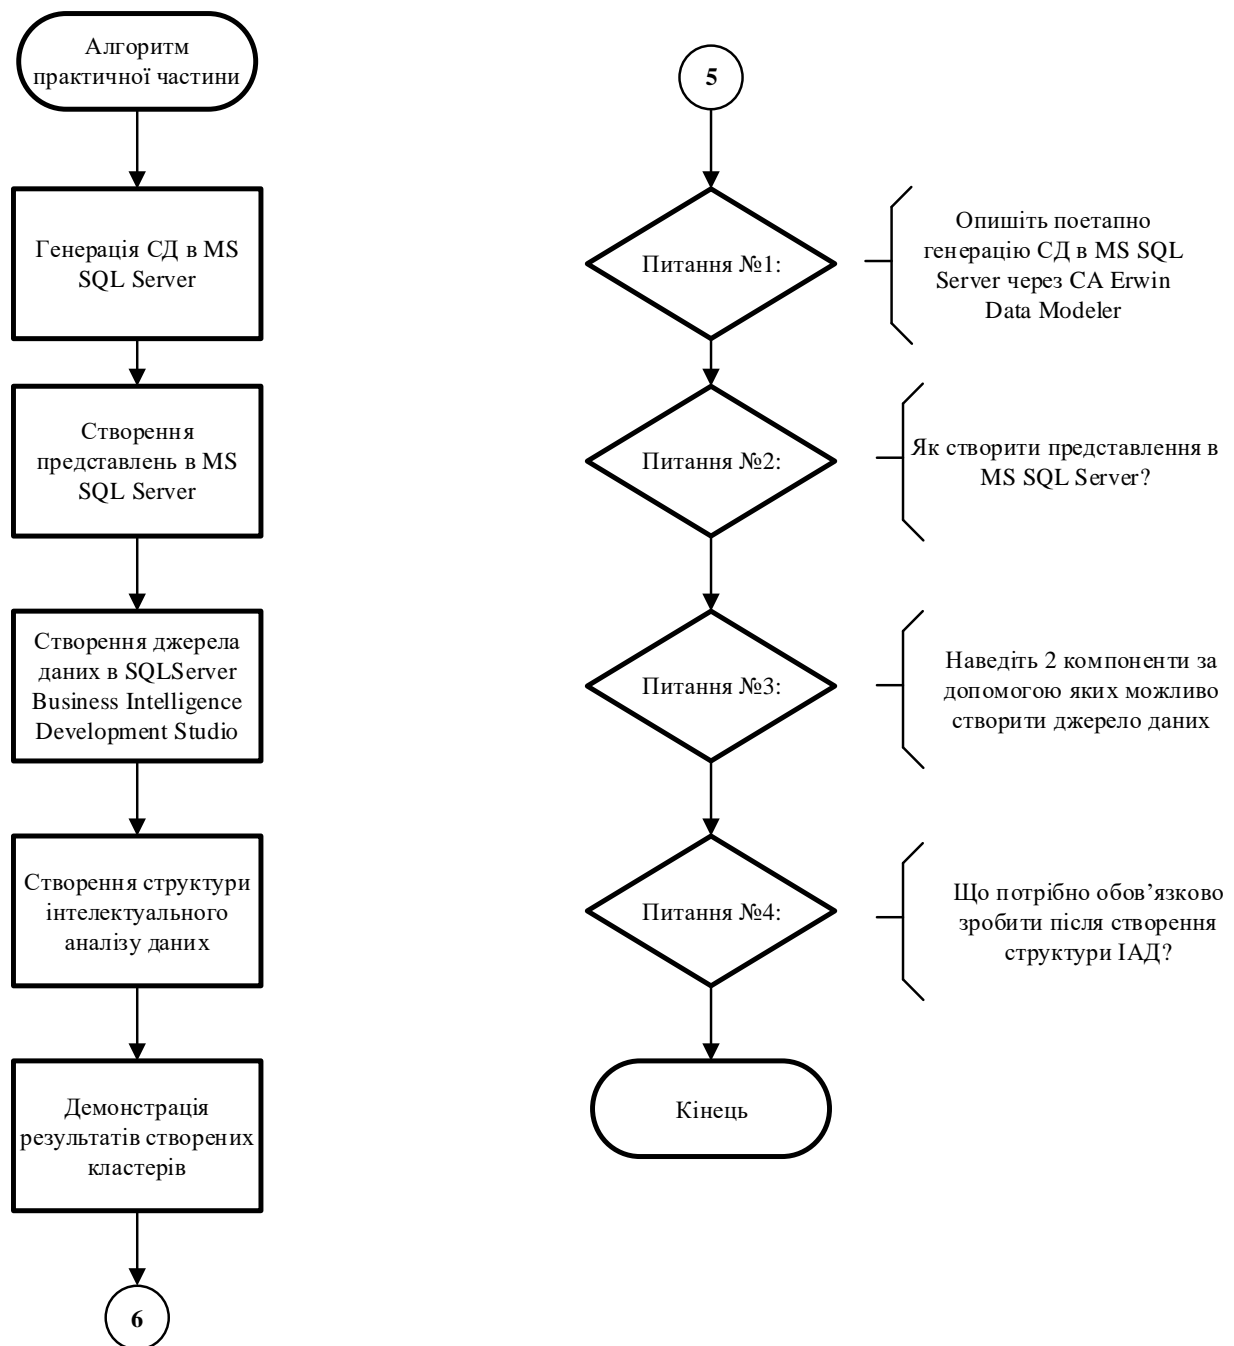 Алгоритм
практичної частини
Генерація СД в MS
SQL Server
Створення
представлень в MS
SQL Server
Створення джерела
даних в SQLServer
Business Intelligence
Development Studio
Створення структури
інтелектуального
аналізу даних
Демонстрація
результатів створених
кластерів
6
5
Питання №1:
Опишіть поетапно
генерацію СД в MS SQL
Server через CA Erwin
Data Modeler
Питання №2:
Як створити представлення в
MS SQL Server?
Питання №3:
Наведіть 2 компоненти за
допомогою яких можливо
створити джерело даних
Питання №4:
Що потрібно обов’язково
зробити після створення
структури ІАД?
Кінець